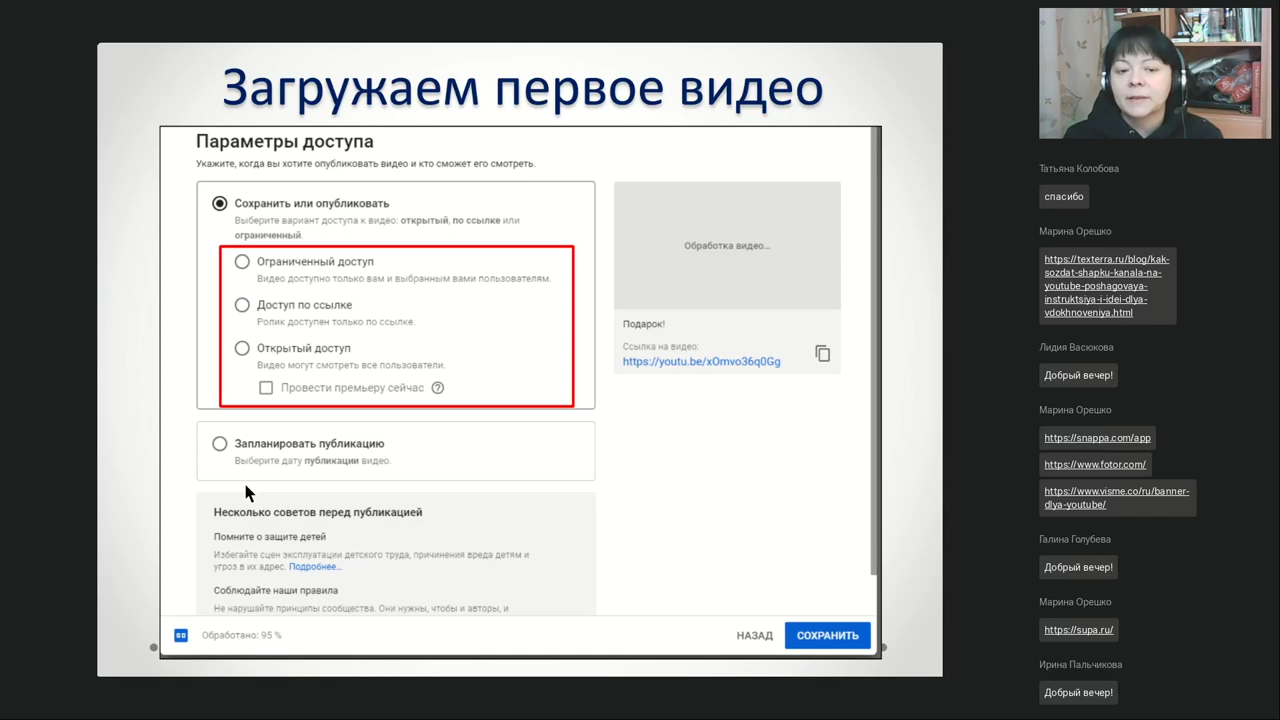 Загружаем первое видео
Параметры доступа
Укажите, когда вы хотите опубликовать видео и кто сможет его смотреть.
Сохранить или опубликовать
Выберите вариант доступа к видео: открытый, по ссылке или
ограниченный.
Ограниченный доступ
Видео доступно только вам и выбранным вами пользователям.
Доступ по ссылке
Ролик доступен только по ссылке.
Открытый доступ
Видео могут смотреть все пользователи.
Провести премьеру сейчас
Запланировать публикацию
Выберите дату публикации видео.
Несколько советов перед публикацией
Помните о защите детей
Избегайте сцен эксплуатации детского труда, причинения вреда детям и
угроз в их адрес. Подробнее…
Соблюдайте наши правила
Не нарушайте принципы сообщества. Они нужны, чтобы и авторы, и
Обработка видео...
Подарок!
Ссылка на видео:
https://youtu.be/xOmvo36q0Gg
Обработано: 95 %
НАЗАД
СОХРАНИТЬ
Татьяна Колобова
спасибо
Марина Орешко
https://texterra.ru/blog/kak-
sozdat-shapku-kanala-na-
youtube-poshagovaya-
instruktsiya-i-idei-dlya-
vdokhnoveniya.html
Лидия Васюкова
Добрый вечер!
Марина Орешко
https://snappa.com/app
https://www.fotor.com/
https://www.visme.co/ru/banner-
dlya-youtube/
Галина Голубева
Добрый вечер!
Марина Орешко
https://supa.ru/
Ирина Пальчикова
Добрый вечер!